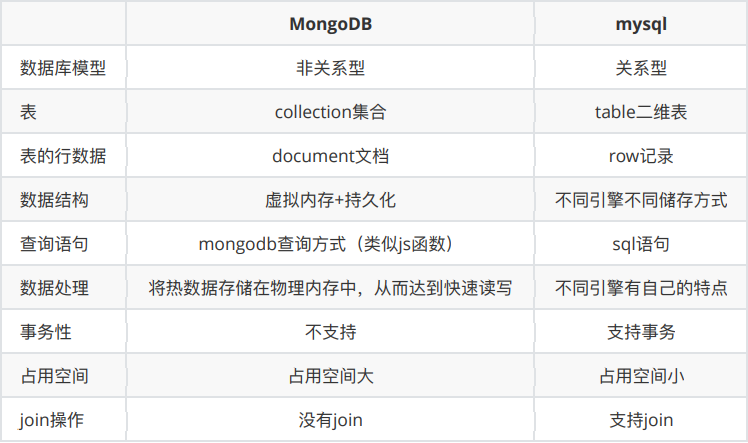 MongoDB mysql
数据库模型 非关系型 关系型
表 collection集合 table二维表
表的行数据 document文档 row记录
数据结构 虚拟内存+持久化 不同引擎不同储存方式
查询语句 mongodb查询方式（类似js函数） sql语句
数据处理 将热数据存储在物理内存中，从而达到快速读写 不同引擎有自己的特点
事务性 不支持 支持事务
占用空间 占用空间大 占用空间小
join操作 没有join 支持join